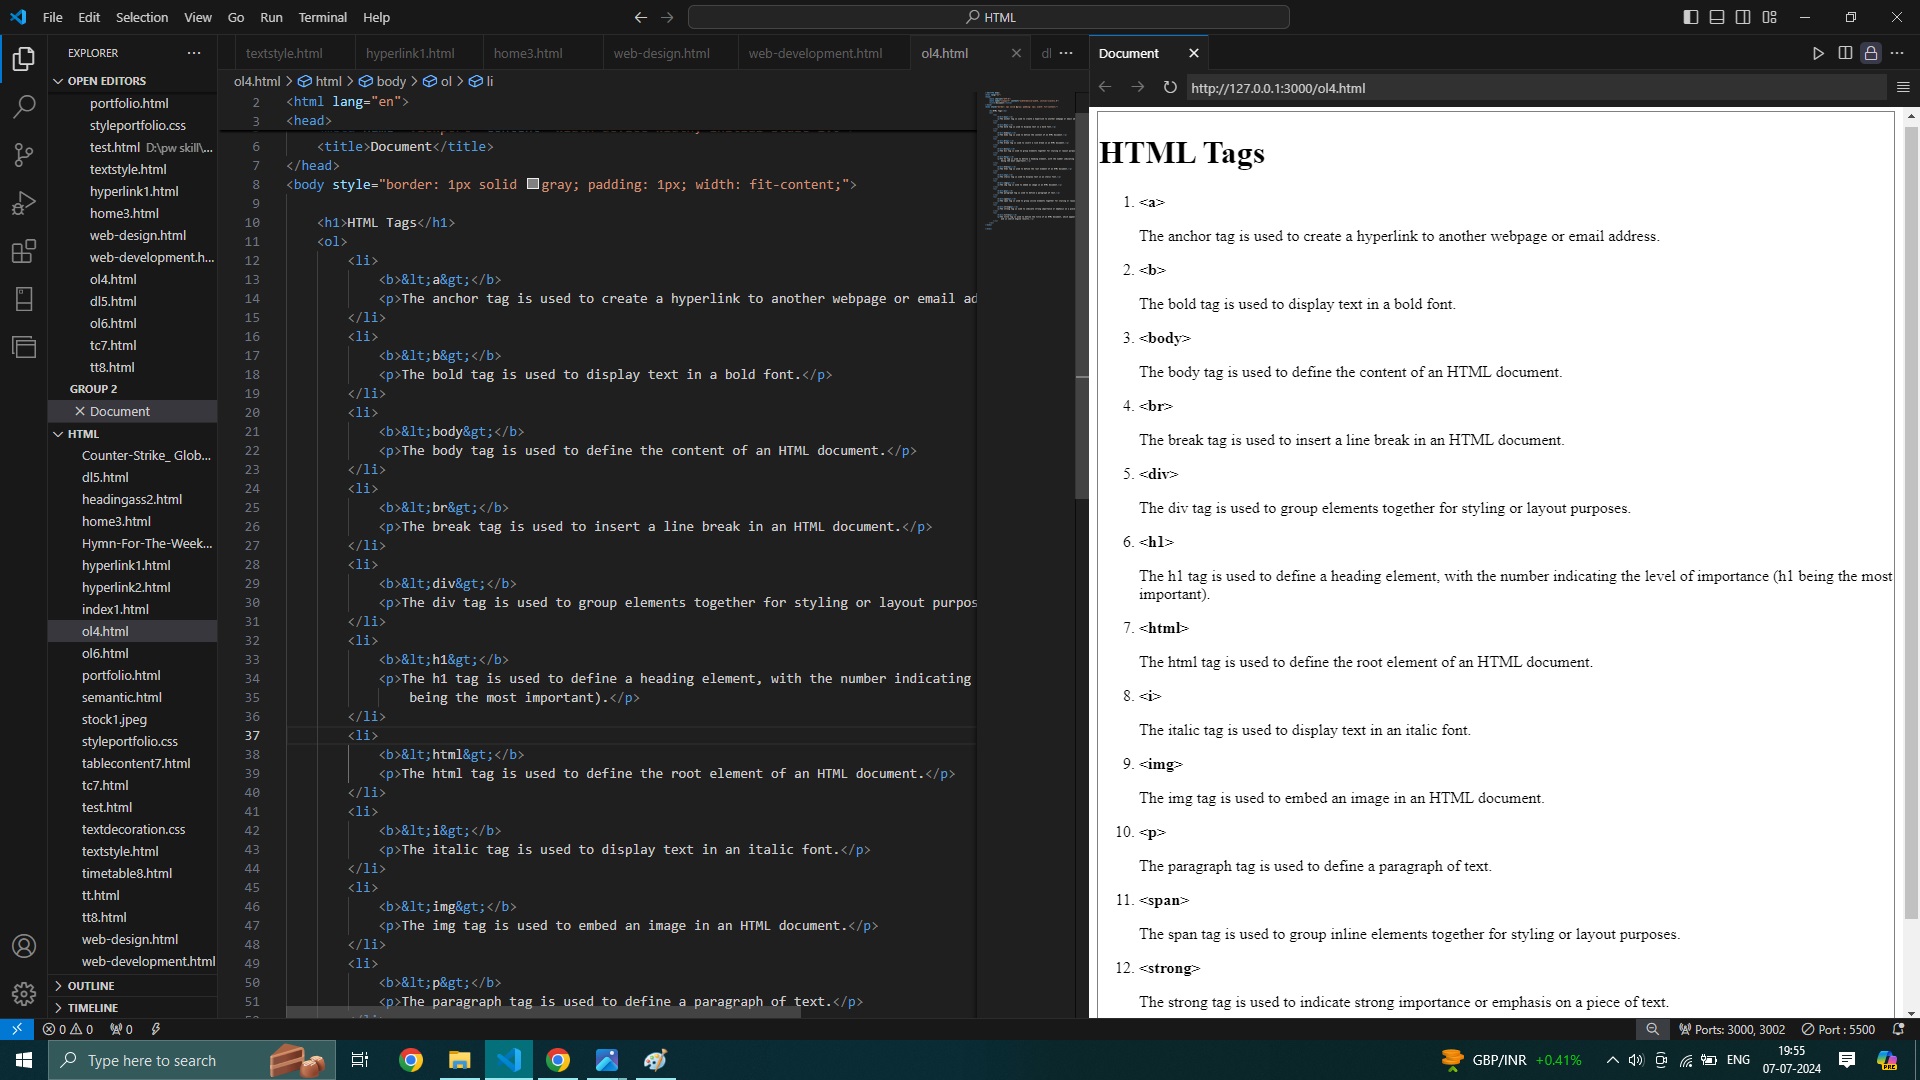 File Edit Selection View Go Run Terminal Help
HTML
EXPLORER
OPEN EDITORS
portfolio.html
styleportfolio.css
test.html D:\pw skill\...
textstyle.html
hyperlink1.html
home3.html
web-design.html
web-development.h...
ol4.html
dl5.html
ol6.html
tc7.html
tt8.html
GROUP 2
Document
HTML
Counter-Strike_ Glob...
dl5.html
headingass2.html
home3.html
Hymn-For-The-Week...
hyperlink1.html
hyperlink2.html
index1.html
ol4.html
ol6.html
portfolio.html
semantic.html
stock1.jpeg
styleportfolio.css
tablecontent7.html
tc7.html
test.html
textdecoration.css
textstyle.html
timetable8.html
tt.html
tt8.html
web-design.html
web-development.html
OUTLINE
TIMELINE
textstyle.html hyperlink1.html home3.html web-design.html web-development.html ol4.html dl
ol4.html > html > body > ol > li
2 <html lang="en">
3 <head>
6 <title>Document</title>
7 </head>
8 <body style="border: 1px solid gray; padding: 1px; width: fit-content;">
9
10 <h1>HTML Tags</h1>
11 <ol>
12 <li>
13 <b>&lt;a&gt;</b>
14 <p>The anchor tag is used to create a hyperlink to another webpage or email ad
15 </li>
16 <li>
17 <b>&lt;b&gt;</b>
18 <p>The bold tag is used to display text in a bold font.</p>
19 </li>
20 <li>
21 <b>&lt;body&gt;</b>
22 <p>The body tag is used to define the content of an HTML document.</p>
23 </li>
24 <li>
25 <b>&lt;br&gt;</b>
26 <p>The break tag is used to insert a line break in an HTML document.</p>
27 </li>
28 <li>
29 <b>&lt;div&gt;</b>
30 <p>The div tag is used to group elements together for styling or layout purpos
31 </li>
32 <li>
33 <b>&lt;h1&gt;</b>
34 <p>The h1 tag is used to define a heading element, with the number indicating
35 being the most important).</p>
36 </li>
37 <li>
38 <b>&lt;html&gt;</b>
39 <p>The html tag is used to define the root element of an HTML document.</p>
40 </li>
41 <li>
42 <b>&lt;i&gt;</b>
43 <p>The italic tag is used to display text in an italic font.</p>
44 </li>
45 <li>
46 <b>&lt;img&gt;</b>
47 <p>The img tag is used to embed an image in an HTML document.</p>
48 </li>
49 <li>
50 <b>&lt;p&gt;</b>
51 <p>The paragraph tag is used to define a paragraph of text.</p>
Document
http://127.0.0.1:3000/ol4.html
HTML Tags
1. <a>
The anchor tag is used to create a hyperlink to another webpage or email address.
2. <b>
The bold tag is used to display text in a bold font.
3. <body>
The body tag is used to define the content of an HTML document.
4. <br>
The break tag is used to insert a line break in an HTML document.
5. <div>
The div tag is used to group elements together for styling or layout purposes.
6. <h1>
The h1 tag is used to define a heading element, with the number indicating the level of importance (h1 being the most
important).
7. <html>
The html tag is used to define the root element of an HTML document.
8. <i>
The italic tag is used to display text in an italic font.
9. <img>
The img tag is used to embed an image in an HTML document.
10. <p>
The paragraph tag is used to define a paragraph of text.
11. <span>
The span tag is used to group inline elements together for styling or layout purposes.
12. <strong>
The strong tag is used to indicate strong importance or emphasis on a piece of text.
0 0 0 Ports: 3000, 3002 Port : 5500
Type here to search
GBP/INR +0.41%
ENG
19:55
07-07-2024